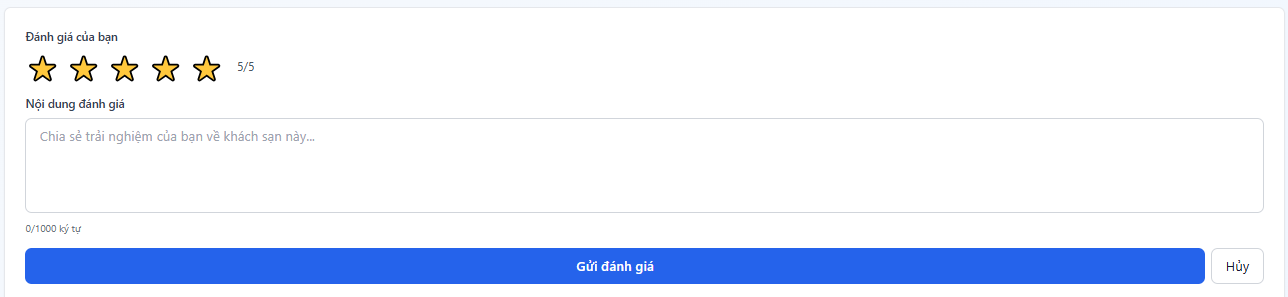 Đánh giá của bạn
5/5
Nội dung đánh giá
Chia sẻ trải nghiệm của bạn về khách sạn này...
0/1000 ký tự
Gửi đánh giá
Hủy